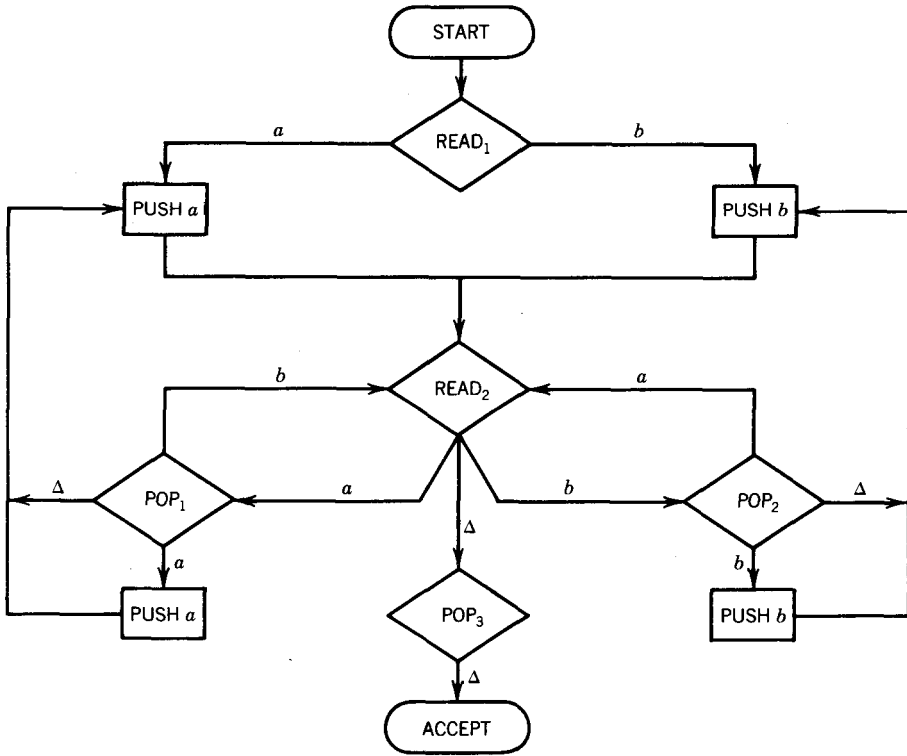 START
a
READ₁
b
PUSH a
PUSH b
b
READ₂
a
Δ
POP₁
a
b
POP₂
Δ
Δ
a
b
PUSH a
POP₃
PUSH b
Δ
ACCEPT